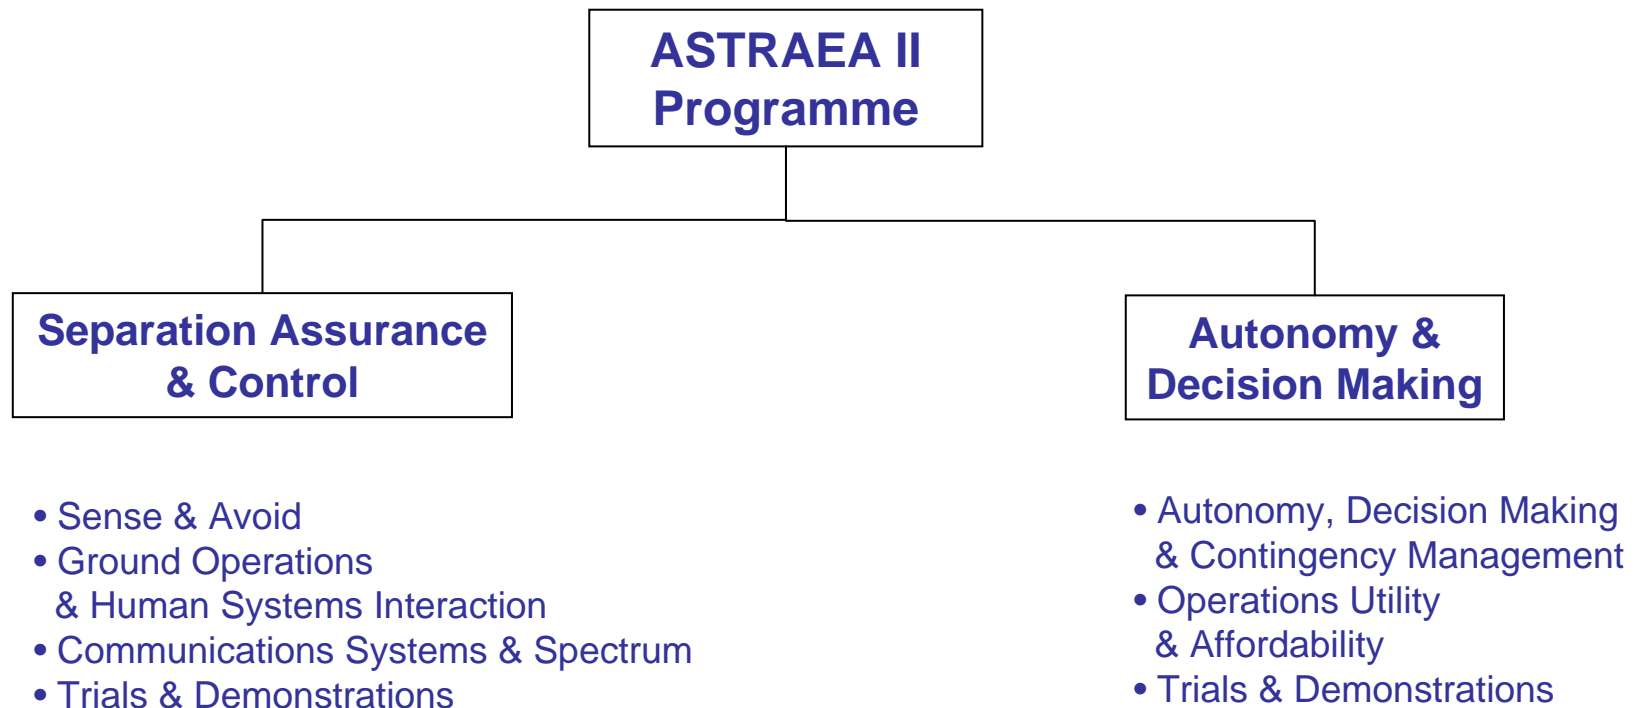 ASTRAEA II
Programme
Separation Assurance
& Control
Autonomy &
Decision Making
• Sense & Avoid
• Ground Operations
& Human Systems Interaction
• Communications Systems & Spectrum
• Trials & Demonstrations
• Autonomy, Decision Making
& Contingency Management
• Operations Utility
& Affordability
• Trials & Demonstrations